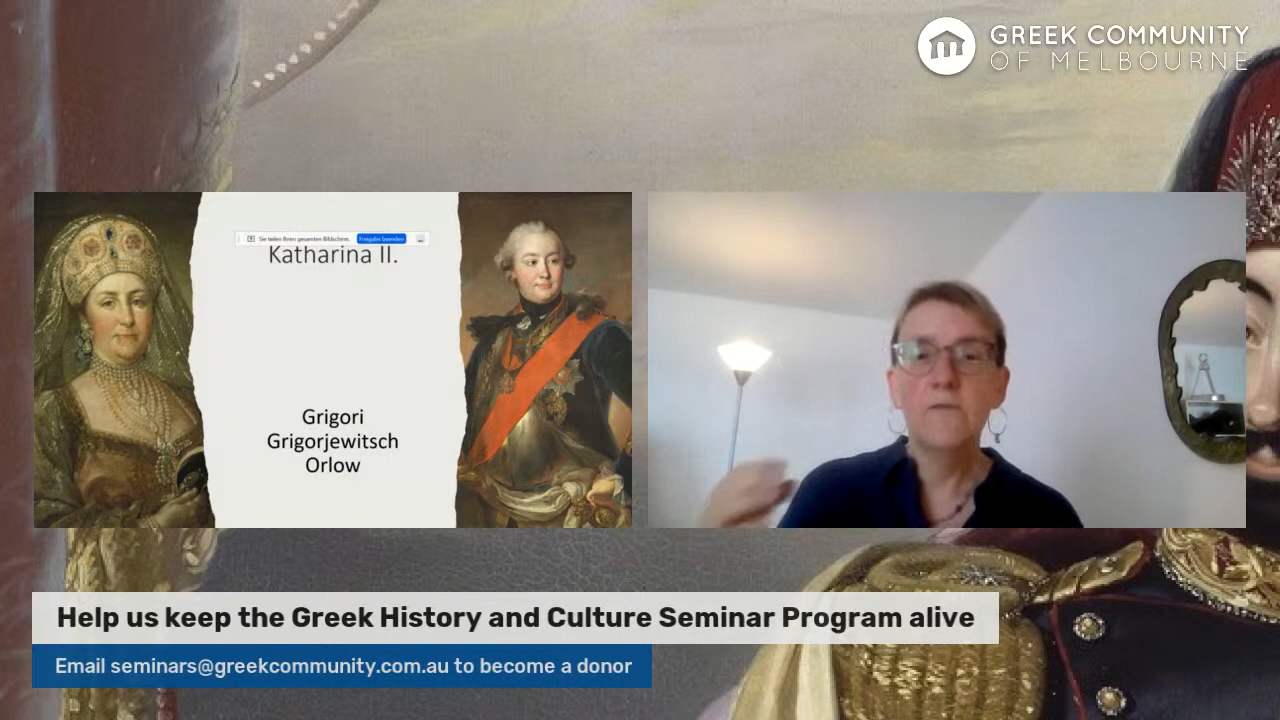 GREEK COMMUNITY
OF MELBOURNE
Sie teilen Ihren gesamten Bildschirm. Freigabe beenden
Katharina II.
Grigori
Grigorjewitsch
Orlow
Help us keep the Greek History and Culture Seminar Program alive
Email seminars@greekcommunity.com.au to become a donor